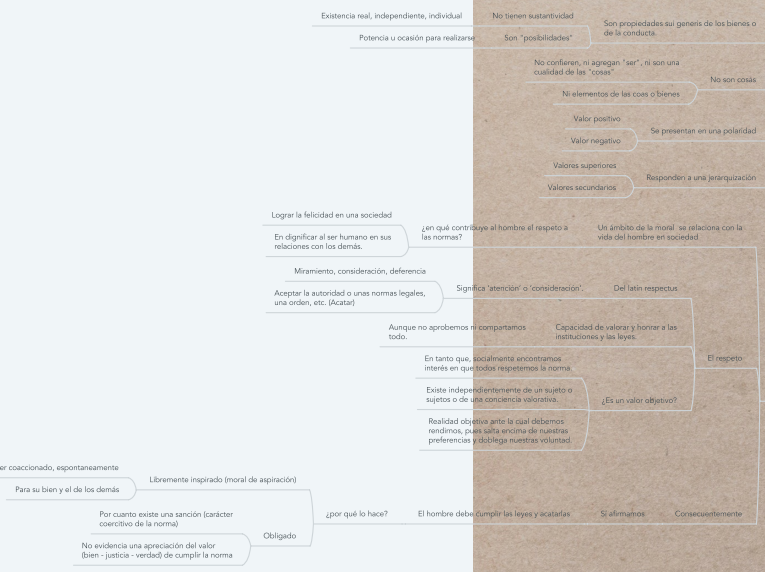 Existencia real, independiente, individual
No tienen sustantividad
Potencia u ocasión para realizarse
Son "posibilidades"
Son propiedades sui generis de los bienes o
de la conducta.
No confieren, ni agregan "ser", ni son una
cualidad de las "cosas"
Ni elementos de las coas o bienes
No son cosas
Valor positivo
Valor negativo
Se presentan en una polaridad
Valores superiores
Valores secundarios
Responden a una jerarquización
Lograr la felicidad en una sociedad
En dignificar al ser humano en sus
relaciones con los demás.
¿en qué contribuye al hombre el respeto a
las normas?
Un ámbito de la moral se relaciona con la
vida del hombre en sociedad
Miramiento, consideración, deferencia
Aceptar la autoridad o unas normas legales,
una orden, etc. (Acatar)
Significa 'atención' o 'consideración'.
Del latín respectus
Aunque no aprobemos ni compartamos
todo.
Capacidad de valorar y honrar a las
instituciones y las leyes.
En tanto que, socialmente encontramos
interés en que todos respetemos la norma.
Existe independientemente de un sujeto o
sujetos o de una conciencia valorativa.
Realidad objetiva ante la cual debemos
rendirnos, pues salta encima de nuestras
preferencias y doblega nuestras voluntad.
¿Es un valor objetivo?
El respeto
er coaccionado, espontaneamente
Para su bien y el de los demás
Libremente inspirado (moral de aspiración)
Por cuanto existe una sanción (carácter
coercitivo de la norma)
No evidencia una apreciación del valor
(bien - justicia - verdad) de cumplir la norma
Obligado
¿por qué lo hace?
El hombre debe cumplir las leyes y acatarlas
Si afirmamos
Consecuentemente